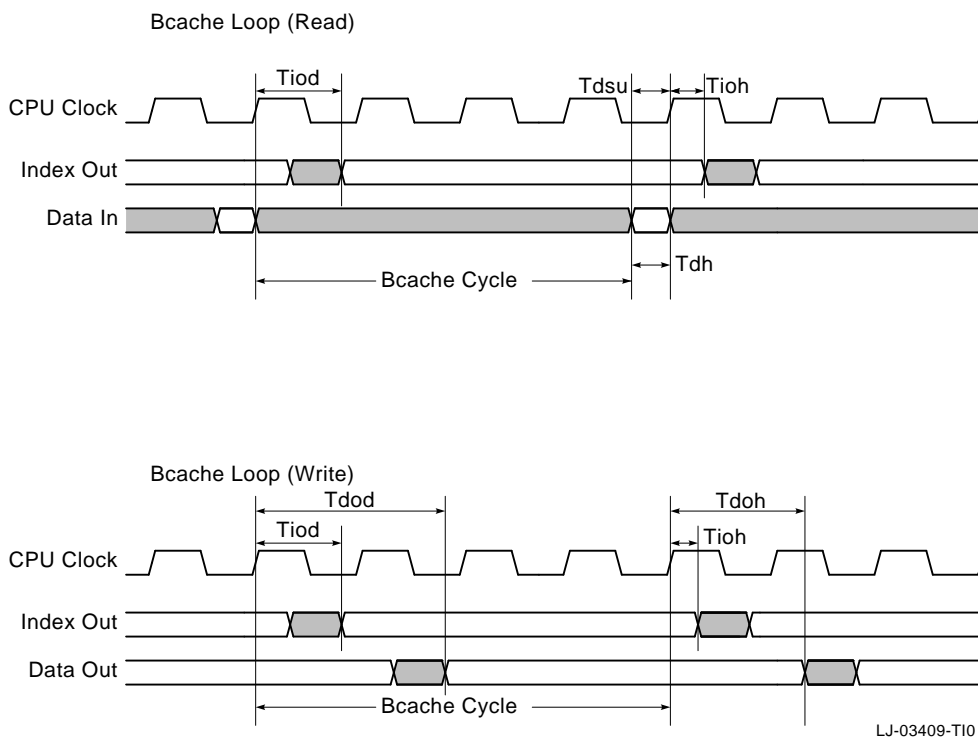 Bcache Loop (Read)
Tiod
Tdsu
Tioh
CPU Clock
Index Out
Data In
Tdh
Bcache Cycle
Bcache Loop (Write)
Tdod
Tdoh
Tiod
Tioh
CPU Clock
Index Out
Data Out
Bcache Cycle
LJ-03409-TI0